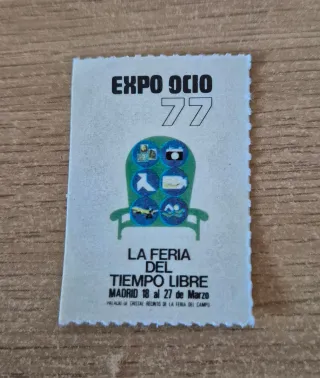 EXPO OCIO
77
LA FERIA
DEL
TIEMPO LIBRE
MADRID 18 al 27 de Marzo
PALACIO DE CRISTAL RECINTO DE LA FERIA DEL CAMPO